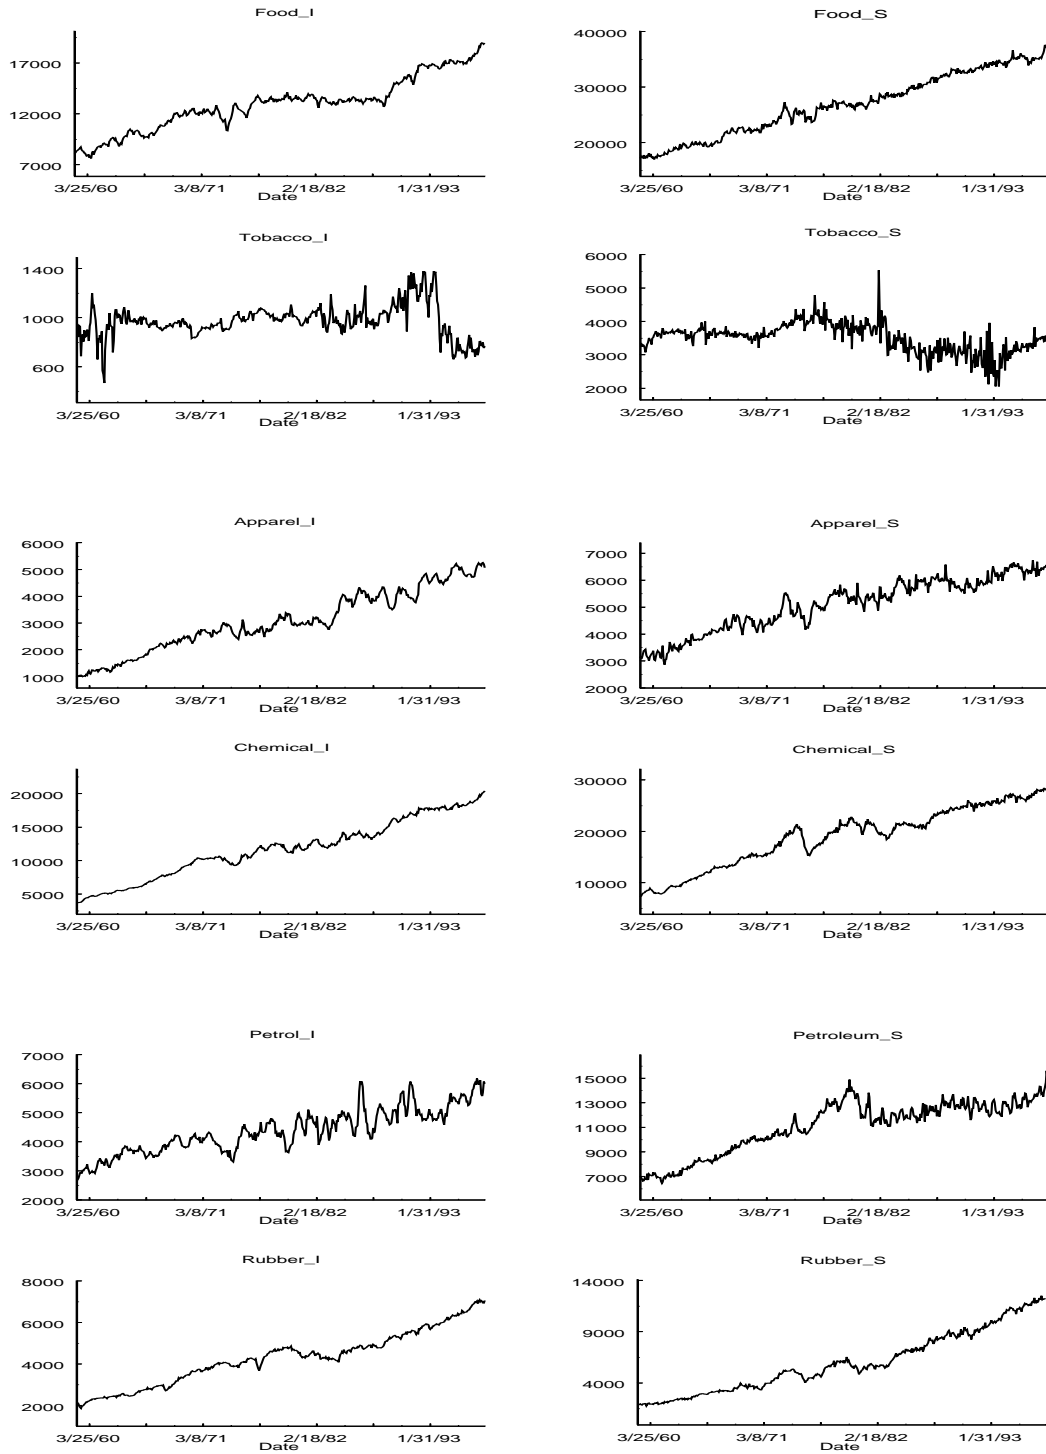 Food_I
17000
12000
7000
3/25/60 3/8/71 2/18/82 1/31/93
Date
Food_S
40000
30000
20000
3/25/60 3/8/71 2/18/82 1/31/93
Date
Tobacco_I
1400
1000
600
3/25/60 3/8/71 2/18/82 1/31/93
Date
Tobacco_S
6000
5000
4000
3000
2000
3/25/60 3/8/71 2/18/82 1/31/93
Date
Apparel_I
6000
5000
4000
3000
2000
1000
3/25/60 3/8/71 2/18/82 1/31/93
Date
Apparel_S
7000
6000
5000
4000
3000
2000
3/25/60 3/8/71 2/18/82 1/31/93
Date
Chemical_I
20000
15000
10000
5000
3/25/60 3/8/71 2/18/82 1/31/93
Date
Chemical_S
30000
20000
10000
3/25/60 3/8/71 2/18/82 1/31/93
Date
Petrol_I
7000
6000
5000
4000
3000
2000
3/25/60 3/8/71 2/18/82 1/31/93
Date
Petroleum_S
15000
13000
11000
9000
7000
3/25/60 3/8/71 2/18/82 1/31/93
Date
Rubber_I
8000
6000
4000
2000
3/25/60 3/8/71 2/18/82 1/31/93
Date
Rubber_S
14000
9000
4000
3/25/60 3/8/71 2/18/82 1/31/93
Date